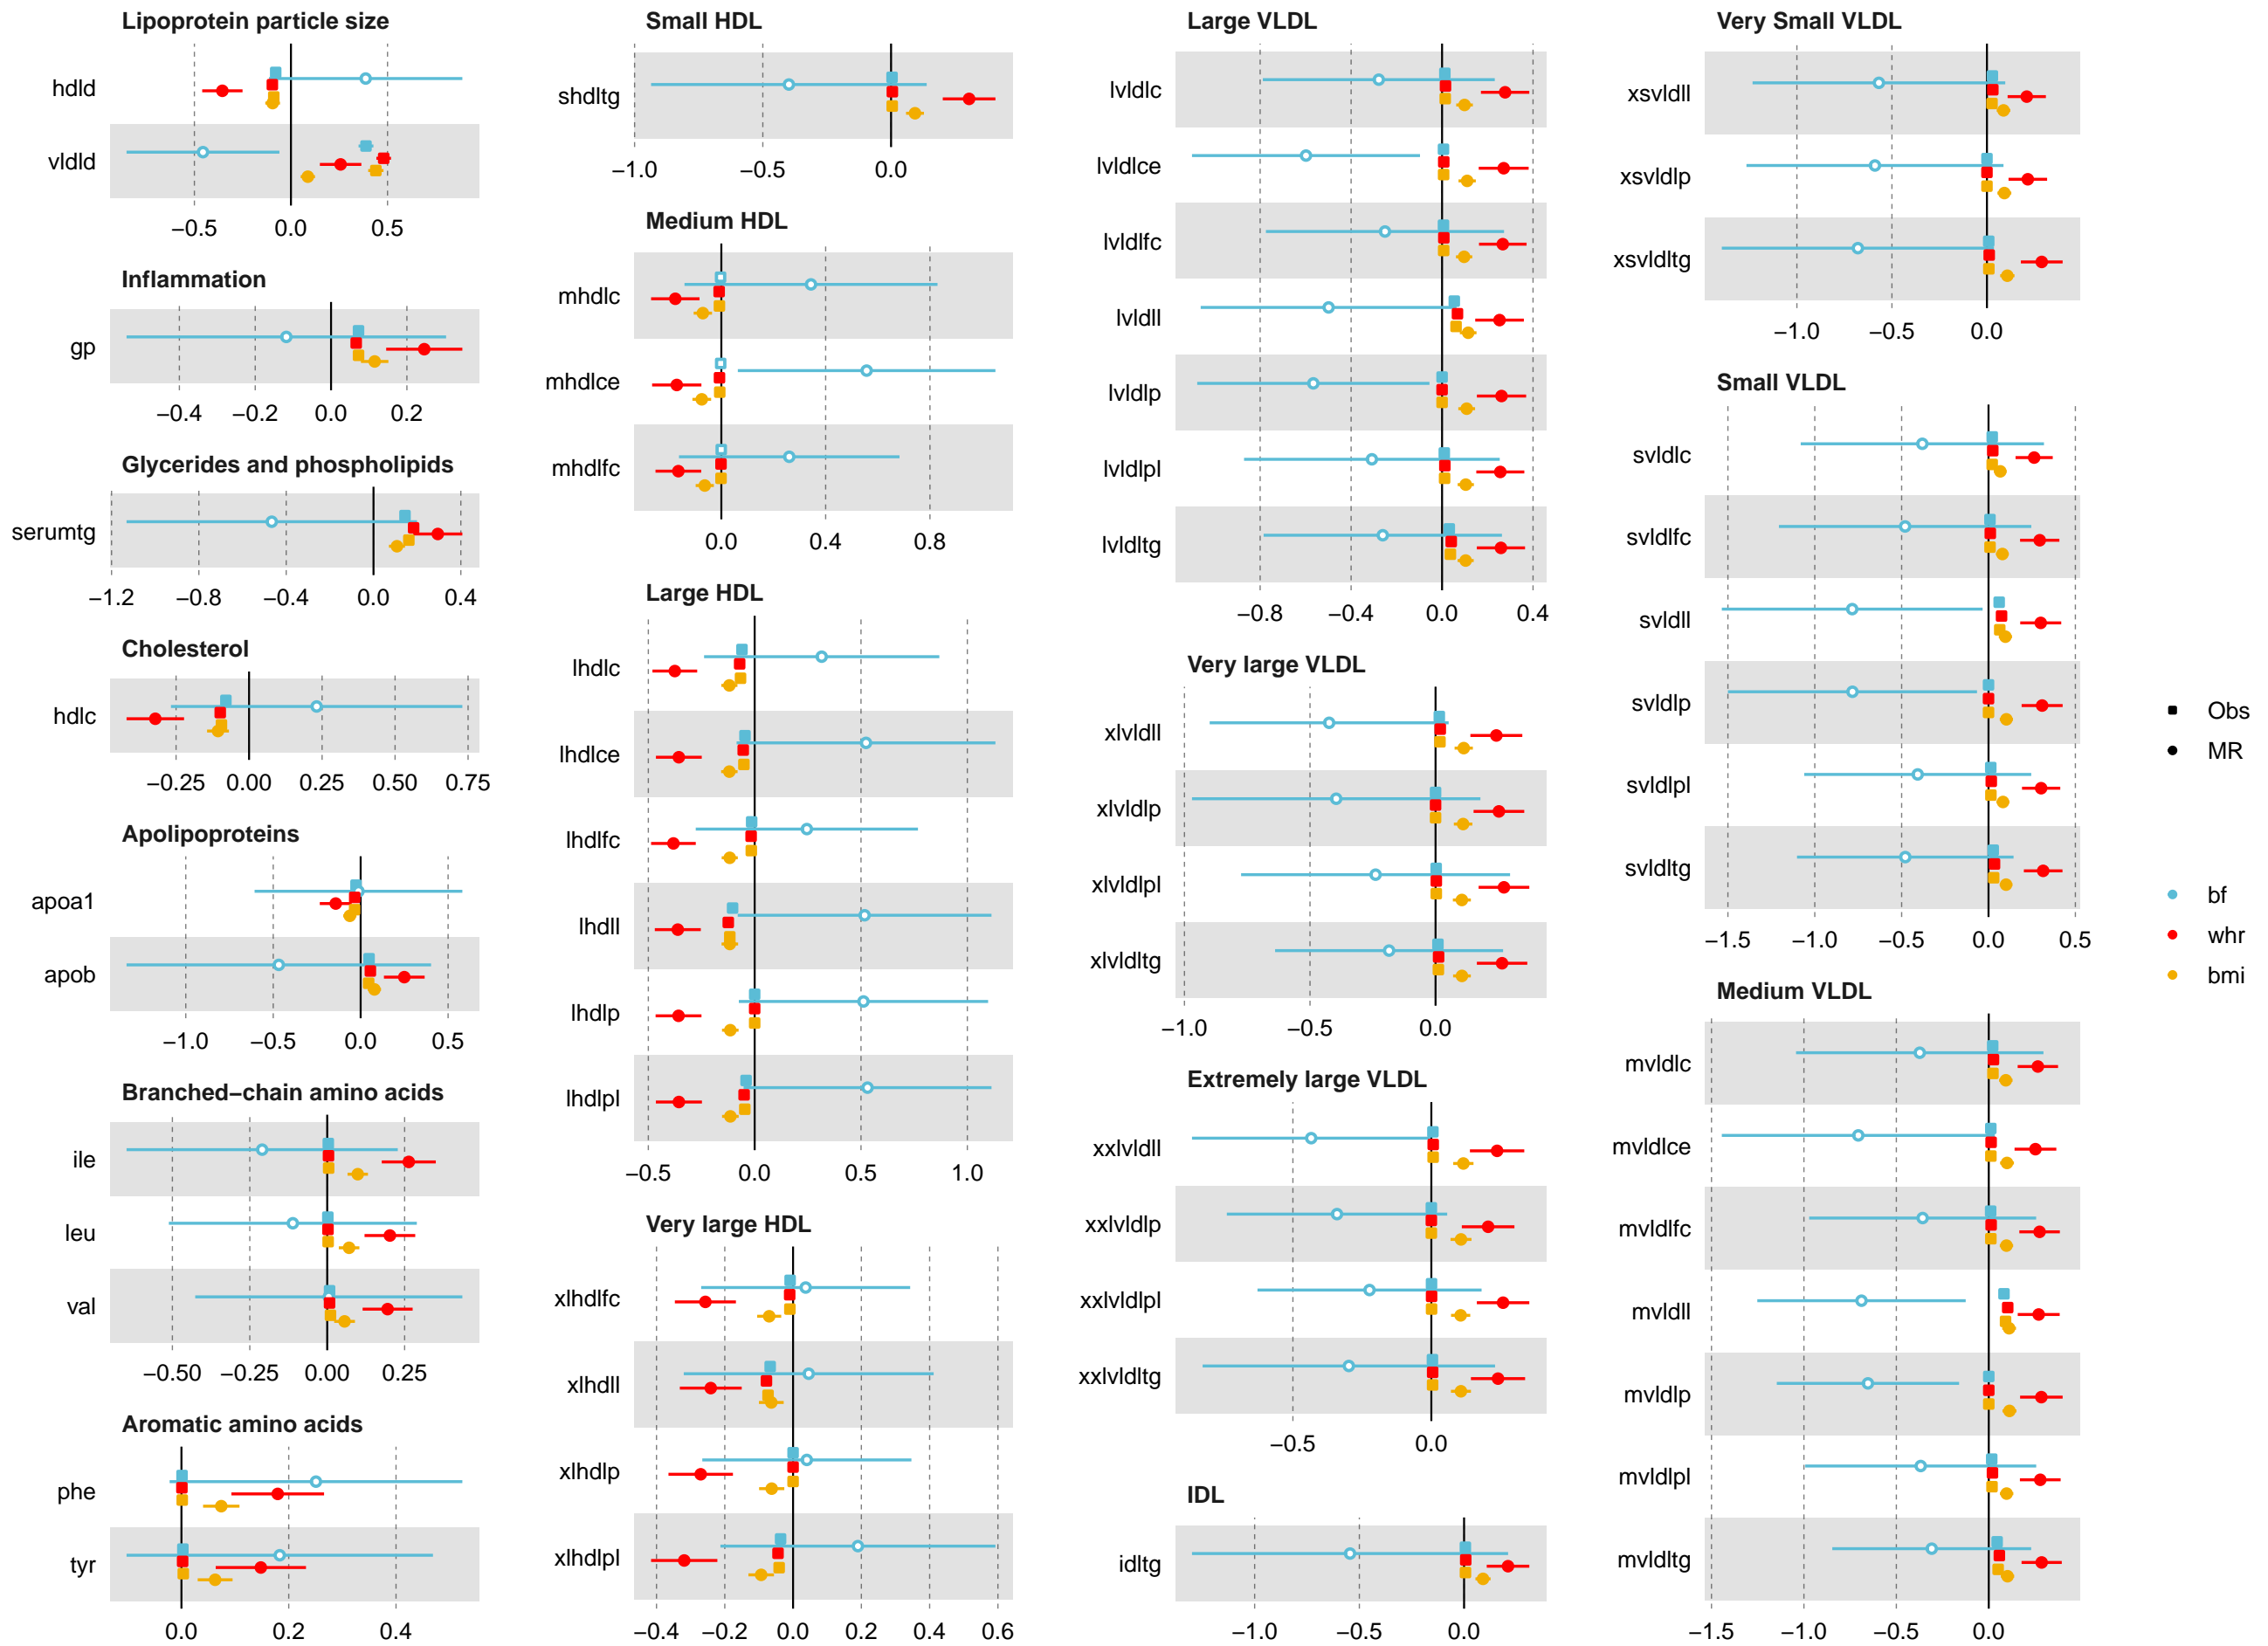 Lipoprotein particle size
hdld
vldld
−0.5 0.0 0.5
Inflammation
gp
−0.4 −0.2 0.0 0.2
Glycerides and phospholipids
serumtg
−1.2 −0.8 −0.4 0.0 0.4
Cholesterol
hdlc
−0.25 0.00 0.25 0.50 0.75
Apolipoproteins
apoa1
apob
−1.0 −0.5 0.0 0.5
Branched−chain amino acids
ile
leu
val
−0.50 −0.25 0.00 0.25
Aromatic amino acids
phe
tyr
0.0 0.2 0.4
Small HDL
shdltg
−1.0 −0.5 0.0
Medium HDL
mhdlc
mhdlce
mhdlfc
0.0 0.4 0.8
Large HDL
lhdlc
lhdlce
lhdlfc
lhdll
lhdlp
lhdlpl
−0.5 0.0 0.5 1.0
Very large HDL
xlhdlfc
xlhdll
xlhdlp
xlhdlpl
−0.4 −0.2 0.0 0.2 0.4 0.6
Large VLDL
lvldlc
lvldlce
lvldlfc
lvldll
lvldlp
lvldlpl
lvldltg
−0.8 −0.4 0.0 0.4
Very large VLDL
xlvldll
xlvldlp
xlvldlpl
xlvldltg
−1.0 −0.5 0.0
Extremely large VLDL
xxlvldll
xxlvldlp
xxlvldlpl
xxlvldltg
−0.5 0.0
IDL
idltg
−1.0 −0.5 0.0
Very Small VLDL
xsvldll
xsvldlp
xsvldltg
−1.0 −0.5 0.0
Small VLDL
svldlc
svldlfc
svldll
svldlp
svldlpl
svldltg
−1.5 −1.0 −0.5 0.0 0.5
Medium VLDL
mvldlc
mvldlce
mvldlfc
mvldll
mvldlp
mvldlpl
mvldltg
−1.5 −1.0 −0.5 0.0
Obs
MR
bf
whr
bmi